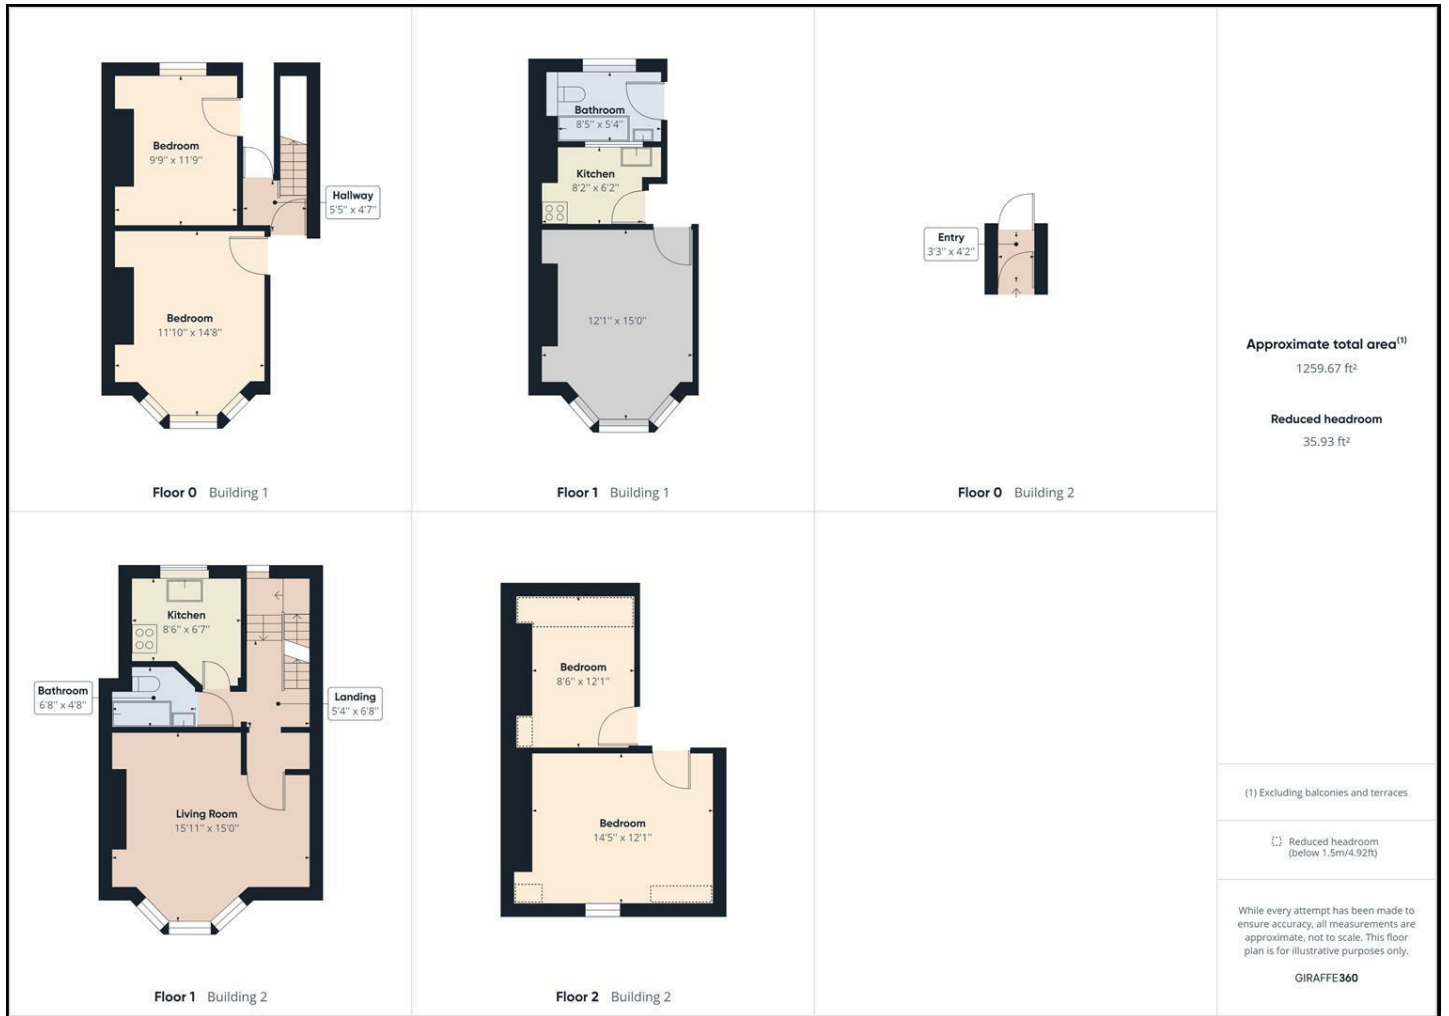 Bedroom
9'9" x 11'9"
Hallway
5'5" x 4'7"
Bedroom
11'10" x 14'8"
Floor 0 Building 1
Bathroom
8'5" x 5'4"
Kitchen
8'2" x 6'2"
12'1" x 15'0"
Floor 1 Building 1
Entry
3'3" x 4'2"
Floor 0 Building 2
Kitchen
8'6" x 6'7"
Bathroom
6'8" x 4'8"
Landing
5'4" x 6'8"
Living Room
15'11" x 15'0"
Floor 1 Building 2
Bedroom
8'6" x 12'1"
Bedroom
14'5" x 12'1"
Floor 2 Building 2
Approximate total area(1)
1259.67 ft²
Reduced headroom
35.93 ft²
(1) Excluding balconies and terraces
Reduced headroom
(below 1.5m/4.92ft)
While every attempt has been made to
ensure accuracy, all measurements are
approximate, not to scale. This floor
plan is for illustrative purposes only.
GIRAFFE360